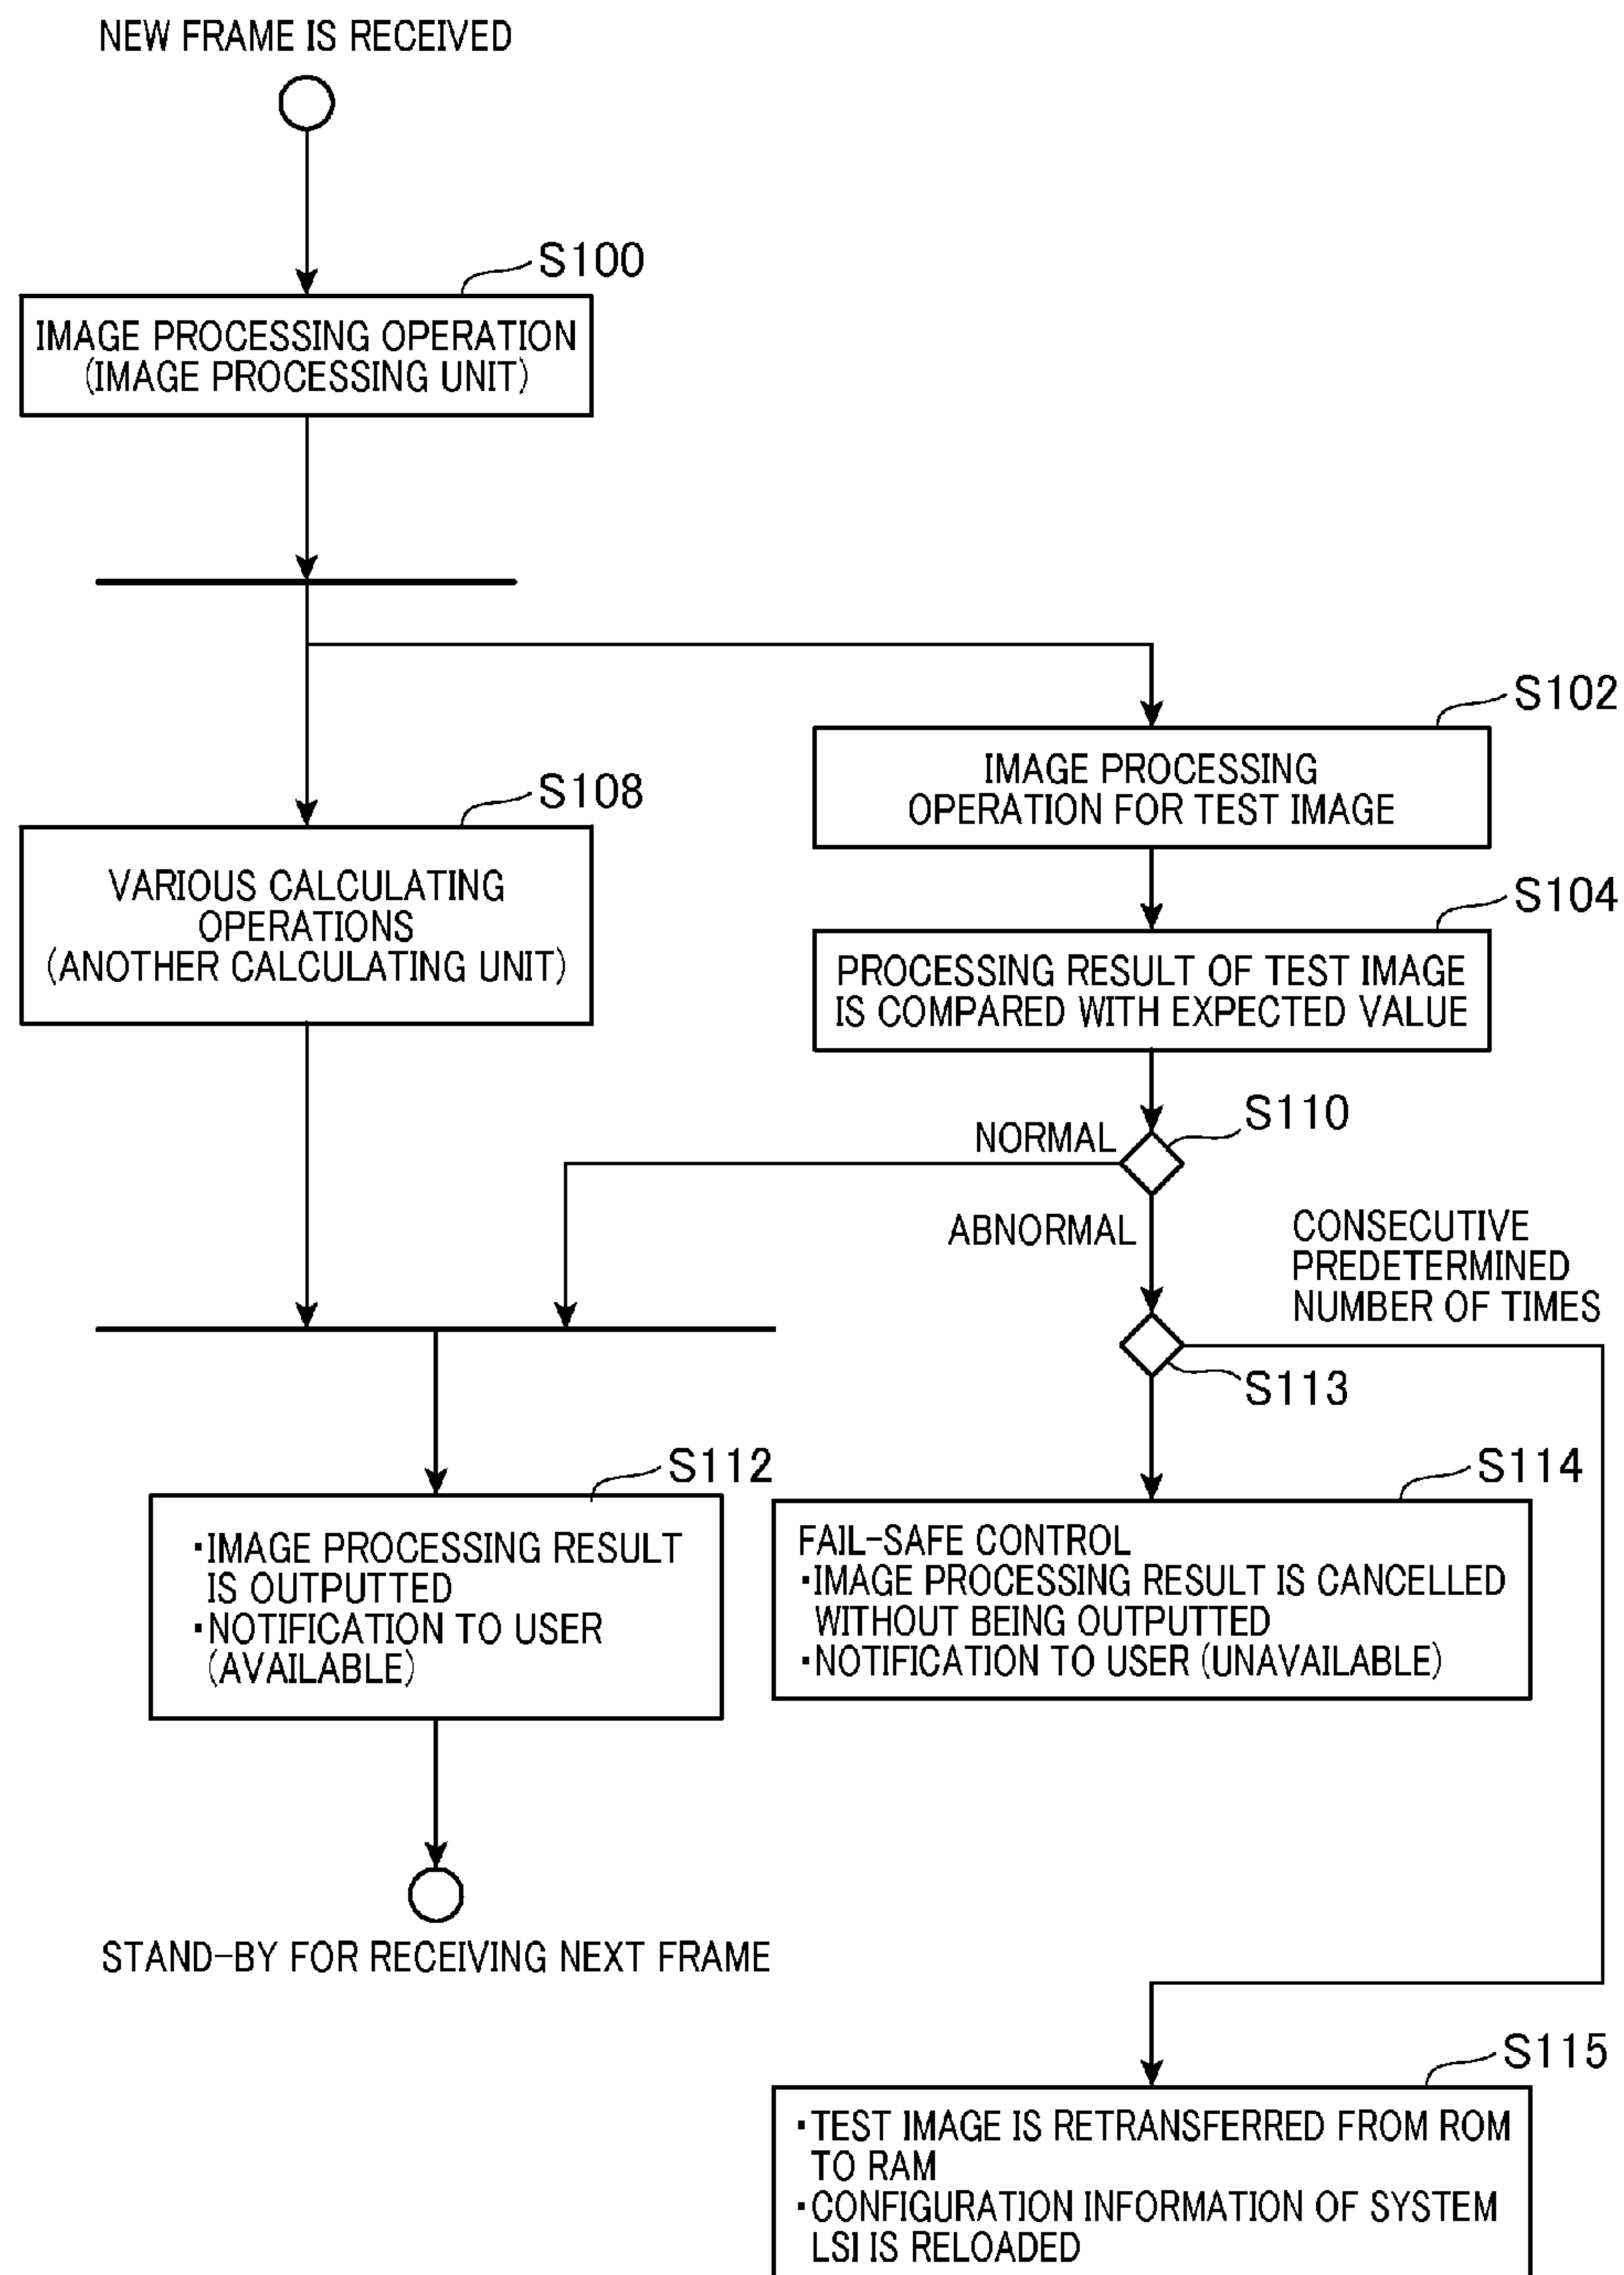 NEW FRAME IS RECEIVED
S100
IMAGE PROCESSING OPERATION
(IMAGE PROCESSING UNIT)
S102
IMAGE PROCESSING
OPERATION FOR TEST IMAGE
S108
VARIOUS CALCULATING
OPERATIONS
(ANOTHER CALCULATING UNIT)
S104
PROCESSING RESULT OF TEST IMAGE
IS COMPARED WITH EXPECTED VALUE
S110
NORMAL
ABNORMAL
CONSECUTIVE
PREDETERMINED
NUMBER OF TIMES
S113
S112
・IMAGE PROCESSING RESULT
IS OUTPUTTED
・NOTIFICATION TO USER
(AVAILABLE)
S114
FAIL-SAFE CONTROL
・IMAGE PROCESSING RESULT IS CANCELLED
WITHOUT BEING OUTPUTTED
・NOTIFICATION TO USER (UNAVAILABLE)
STAND-BY FOR RECEIVING NEXT FRAME
S115
・TEST IMAGE IS RETRANSFERRED FROM ROM
TO RAM
・CONFIGURATION INFORMATION OF SYSTEM
LSI IS RELOADED